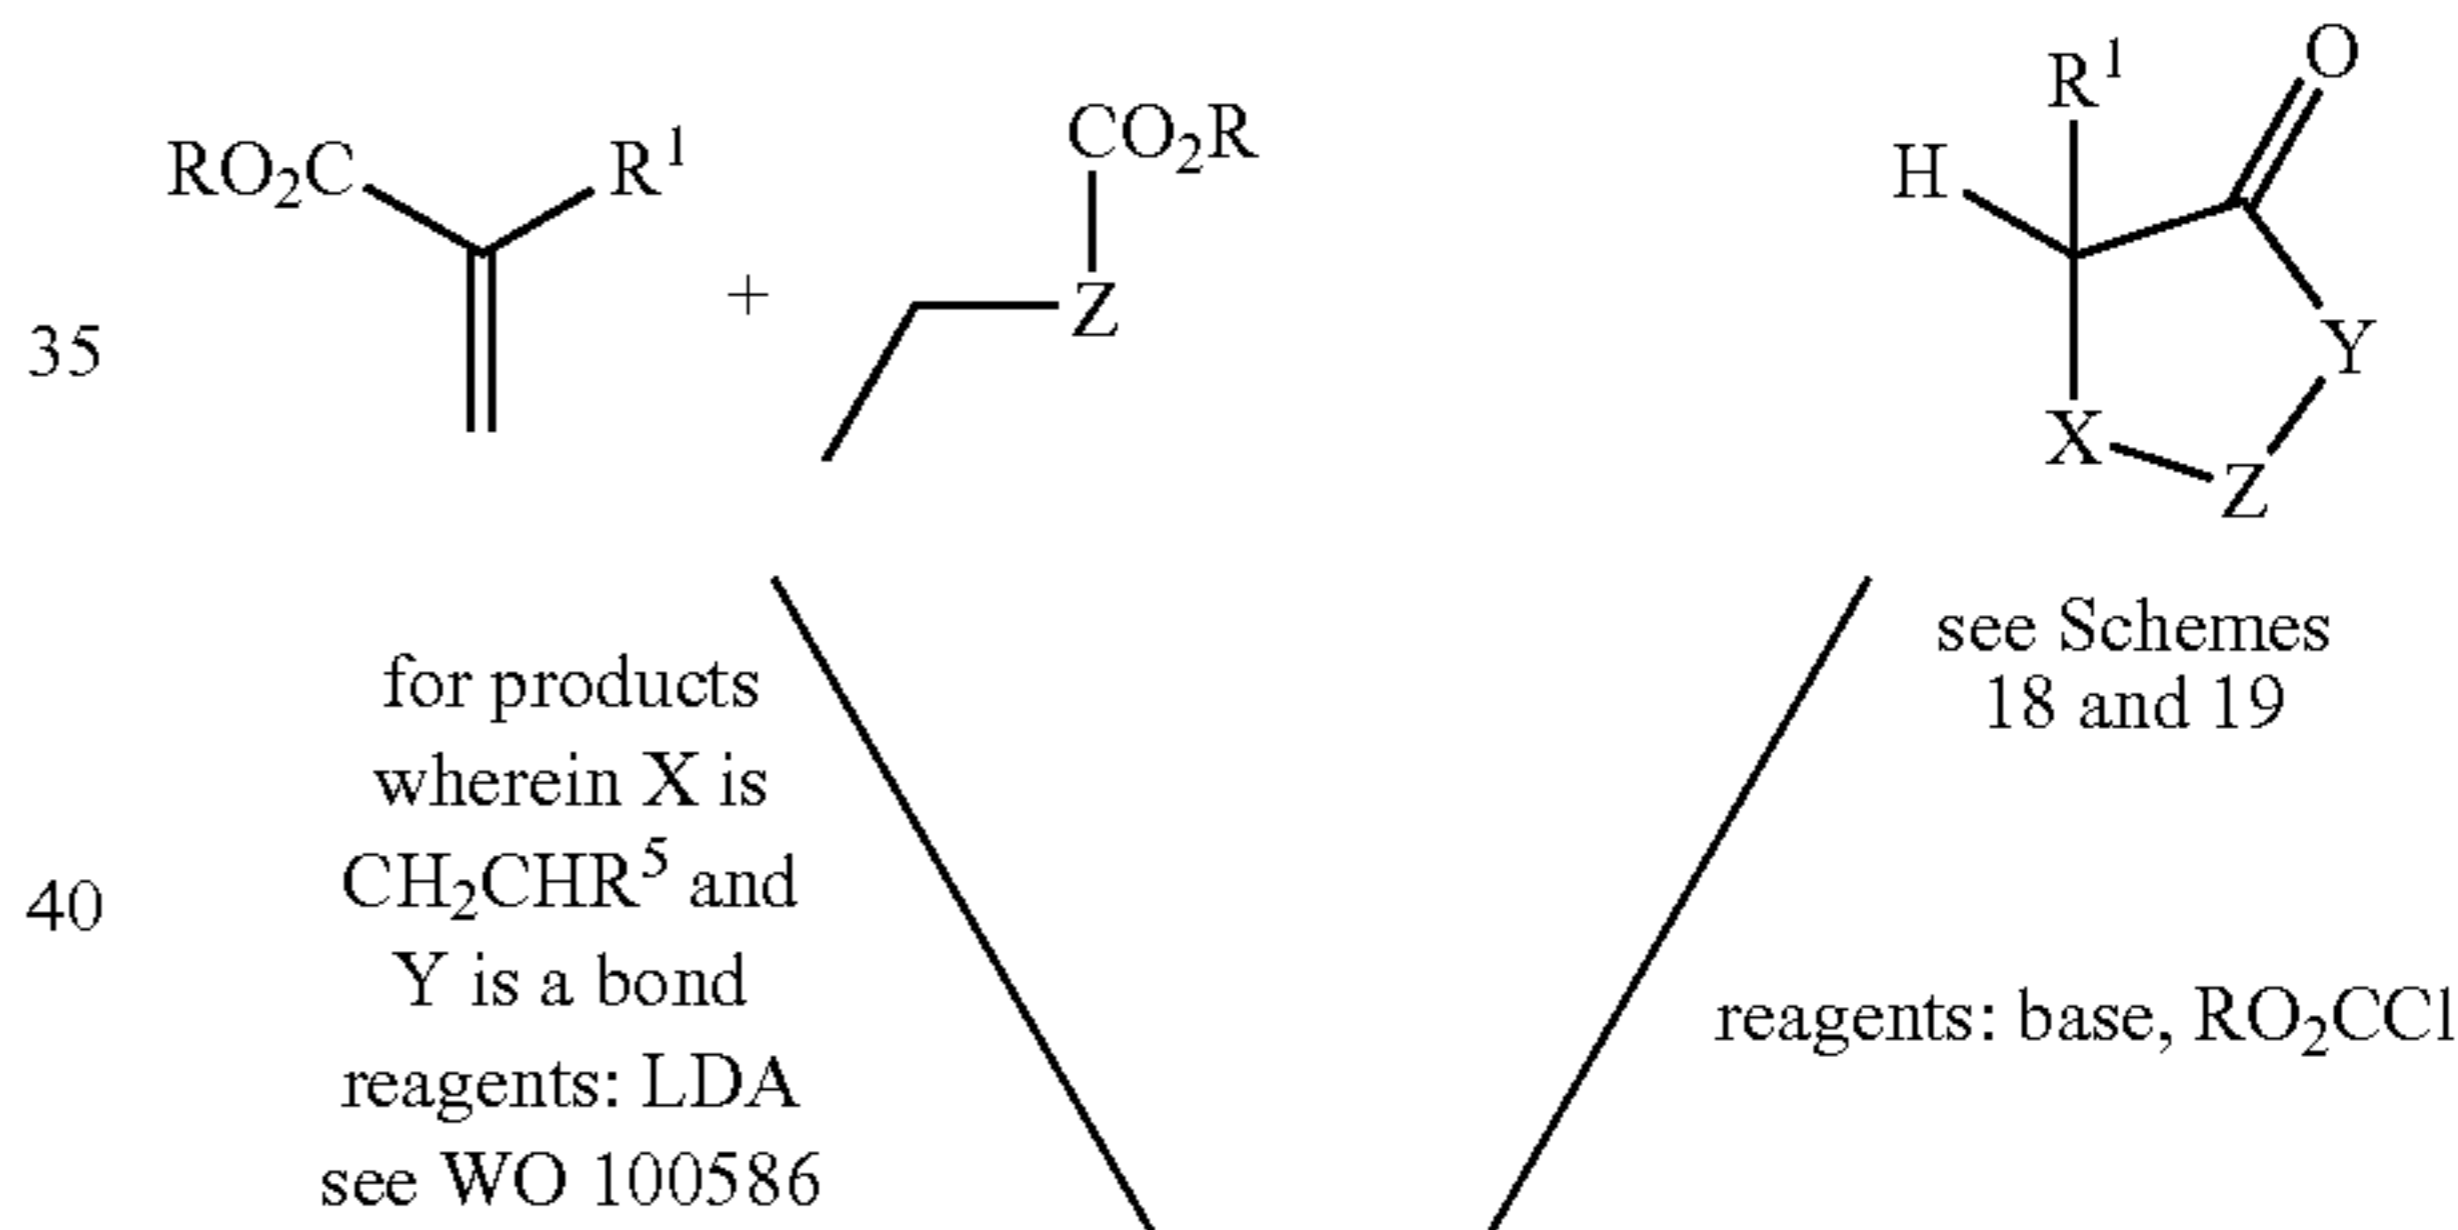 O
R¹
CO₂R
RO₂C R¹
H
+
Z
35
Y
X
Z
see Schemes
18 and 19
for products
wherein X is
CH₂CHR⁵ and
40
Y is a bond
reagents: base, RO₂CCl
reagents: LDA
see WO 100586